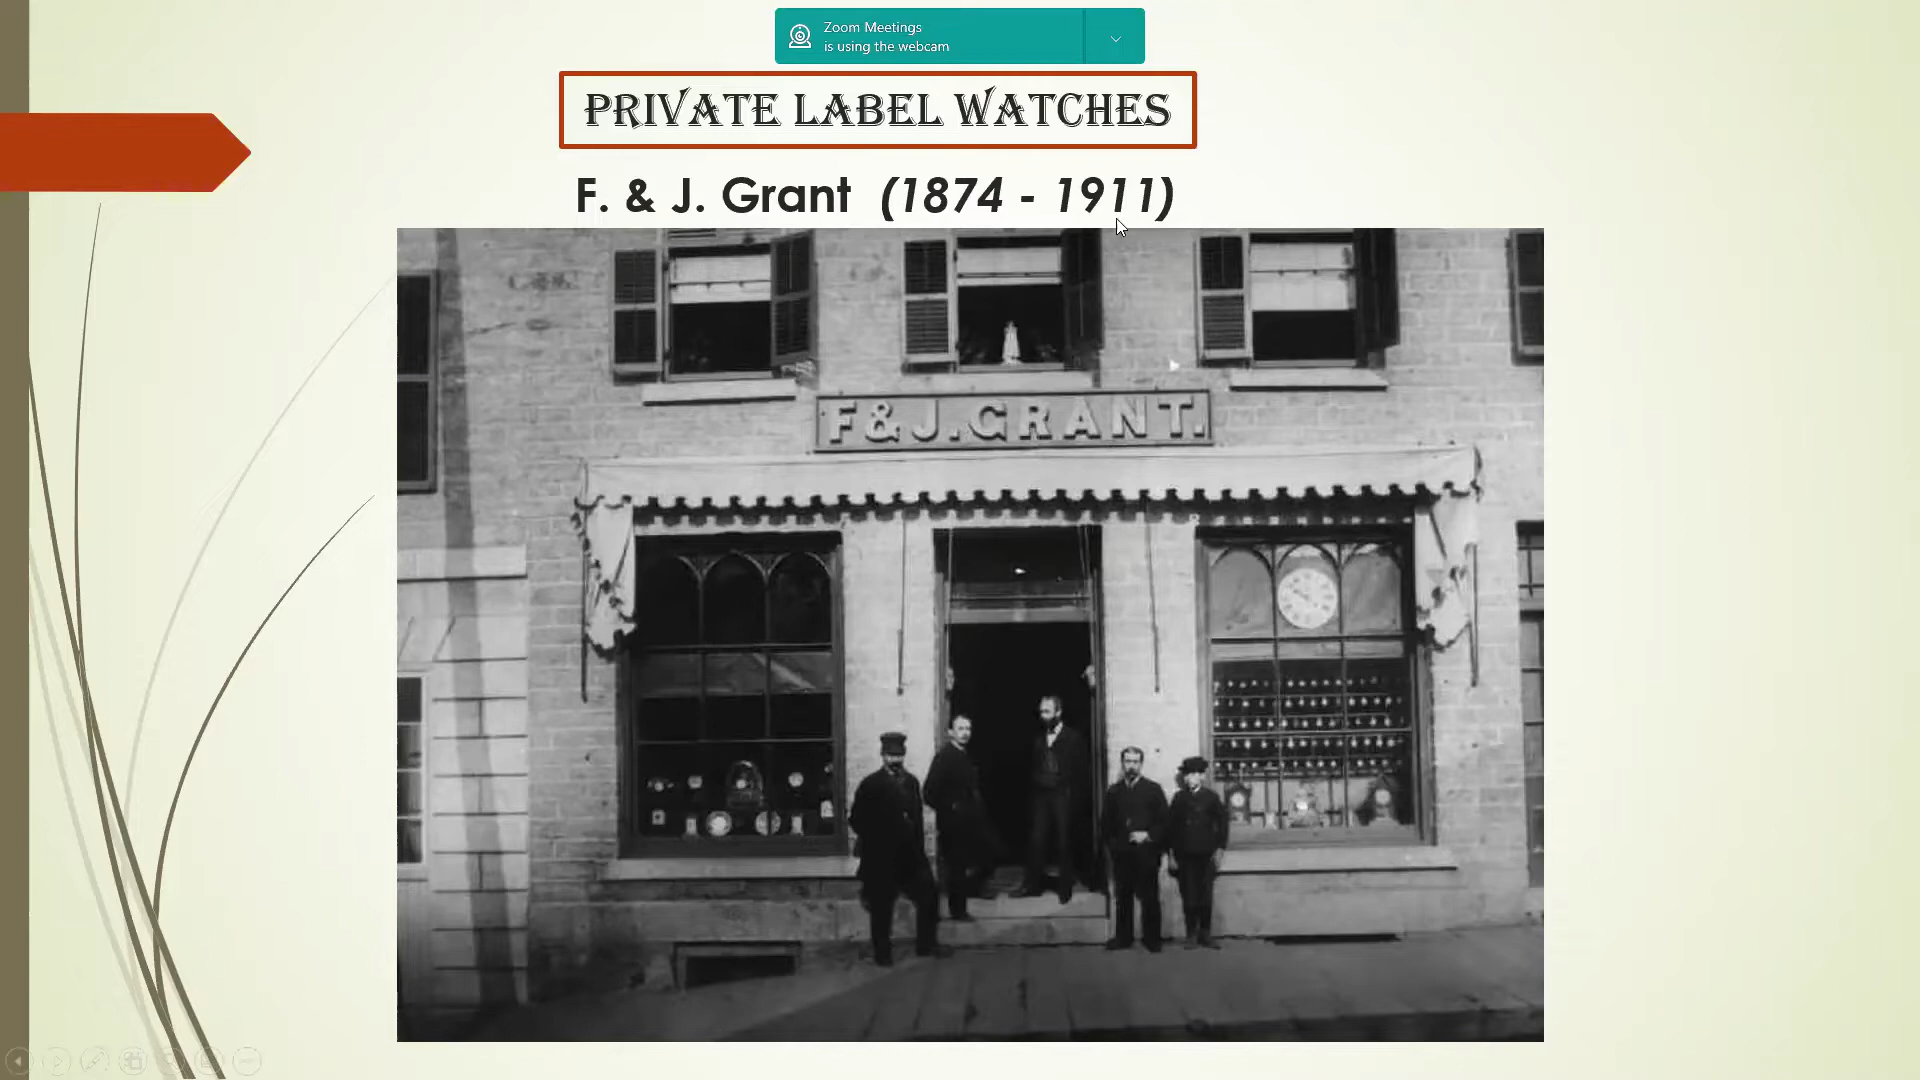 Zoom Meetings
is using the webcam
PRIVATE LABEL WATCHES
F. & J. Grant (1874 - 1911)
F&J.GRANT.